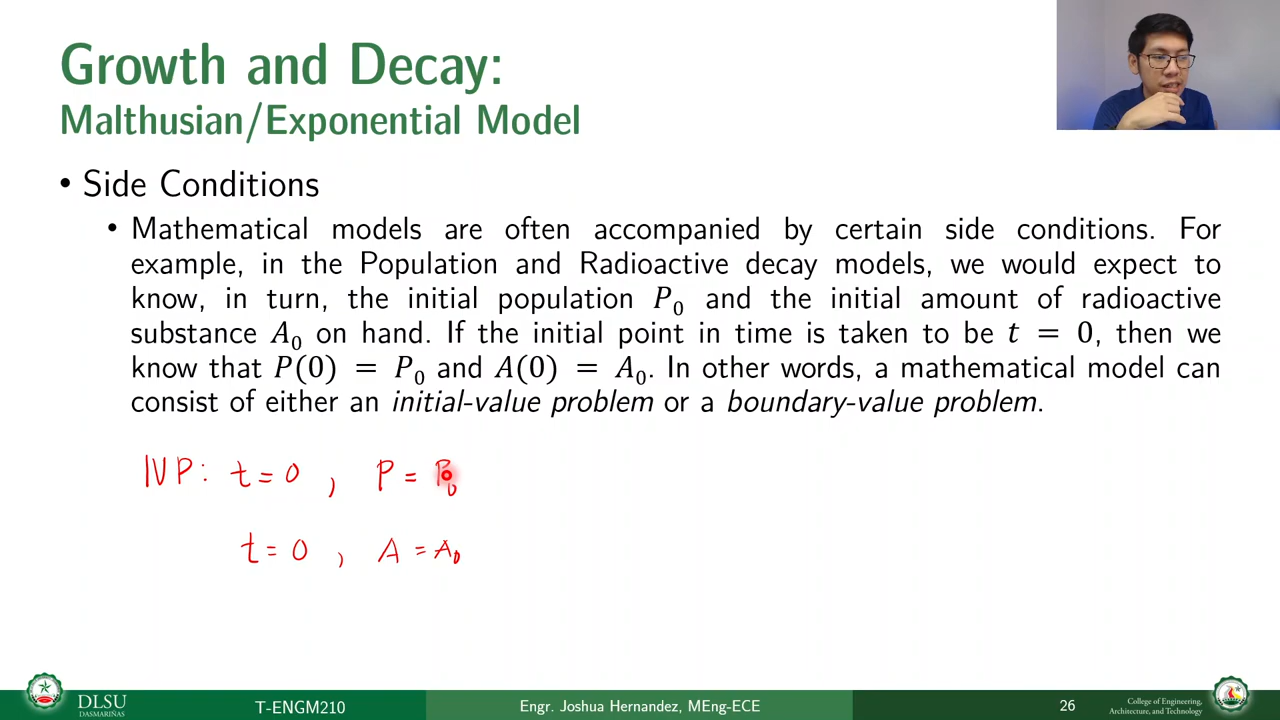 Growth and Decay:
Malthusian/Exponential Model
• Side Conditions
• Mathematical models are often accompanied by certain side conditions. For
example, in the Population and Radioactive decay models, we would expect to
know, in turn, the initial population P₀ and the initial amount of radioactive
substance A₀ on hand. If the initial point in time is taken to be t = 0, then we
know that P(0) = P₀ and A(0) = A₀. In other words, a mathematical model can
consist of either an initial-value problem or a boundary-value problem.
IVP: t = 0 , P = P₀
t = 0 , A = A₀
DLSU
DASMARIÑAS
T-ENGM210
Engr. Joshua Hernandez, MEng-ECE
26
College of Engineering,
Architecture, and Technology